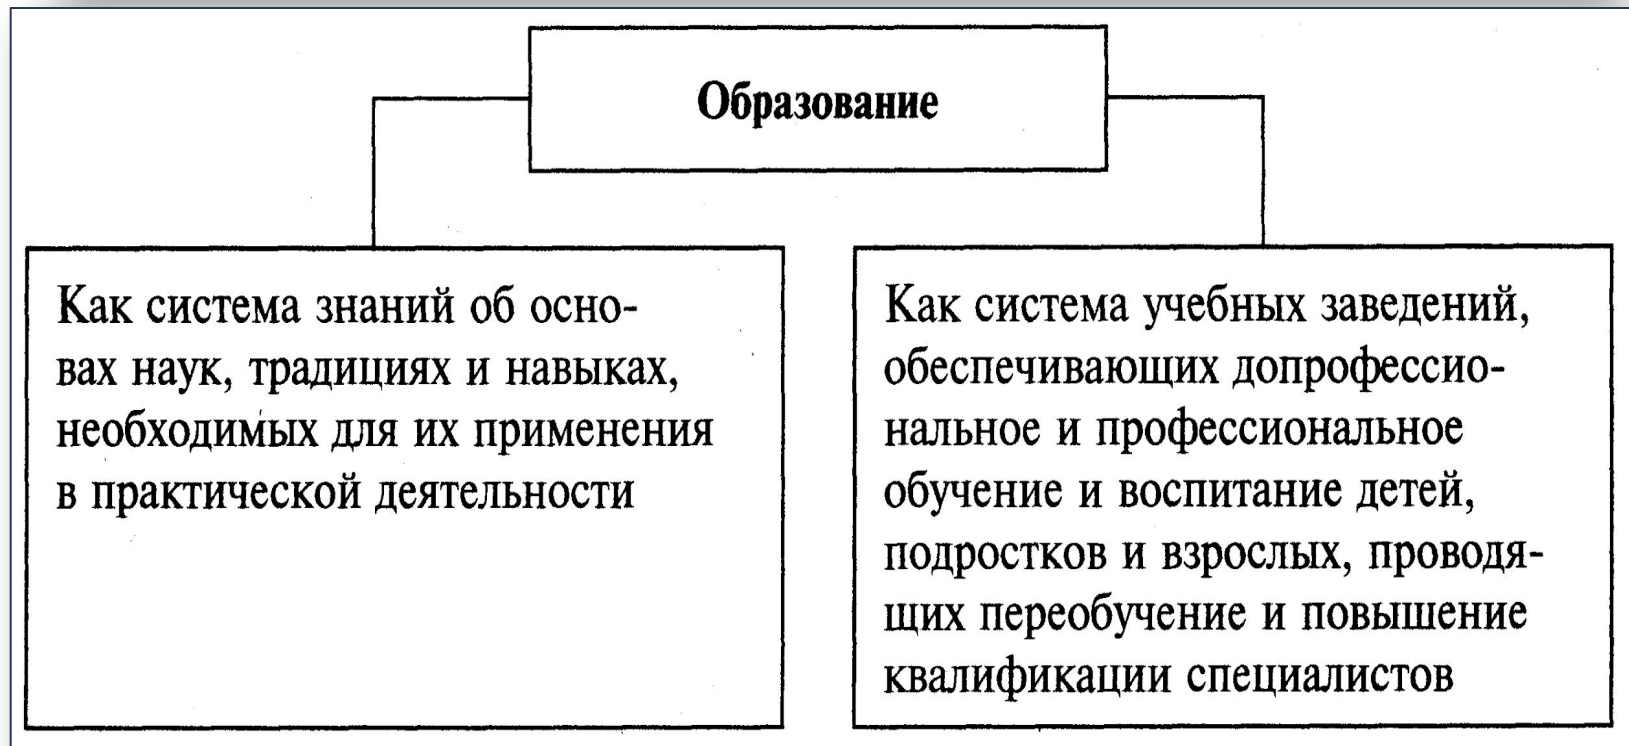 Образование
Как система знаний об осно-
вах наук, традициях и навыках,
необходимых для их применения
в практической деятельности
Как система учебных заведений,
обеспечивающих допрофессио-
нальное и профессиональное
обучение и воспитание детей,
подростков и взрослых, проводя-
щих переобучение и повышение
квалификации специалистов